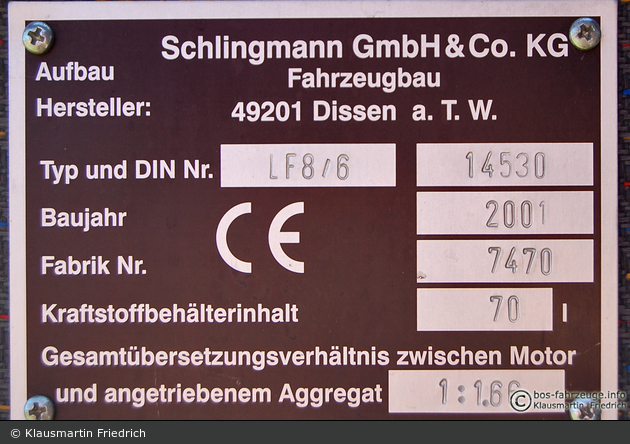 Aufbau Hersteller:
Schlingmann GmbH & Co. KG
Fahrzeugbau
49201 Dissen a. T. W.
Typ und DIN Nr. LF8/6 14530
Baujahr 2001
CE
Fabrik Nr. 7470
Kraftstoffbehälterinhalt 70 l
Gesamtübersetzungsverhältnis zwischen Motor
und angetriebenem Aggregat 1:1.66
© bos-fahrzeuge.info
Klausmartin Friedrich
© Klausmartin Friedrich